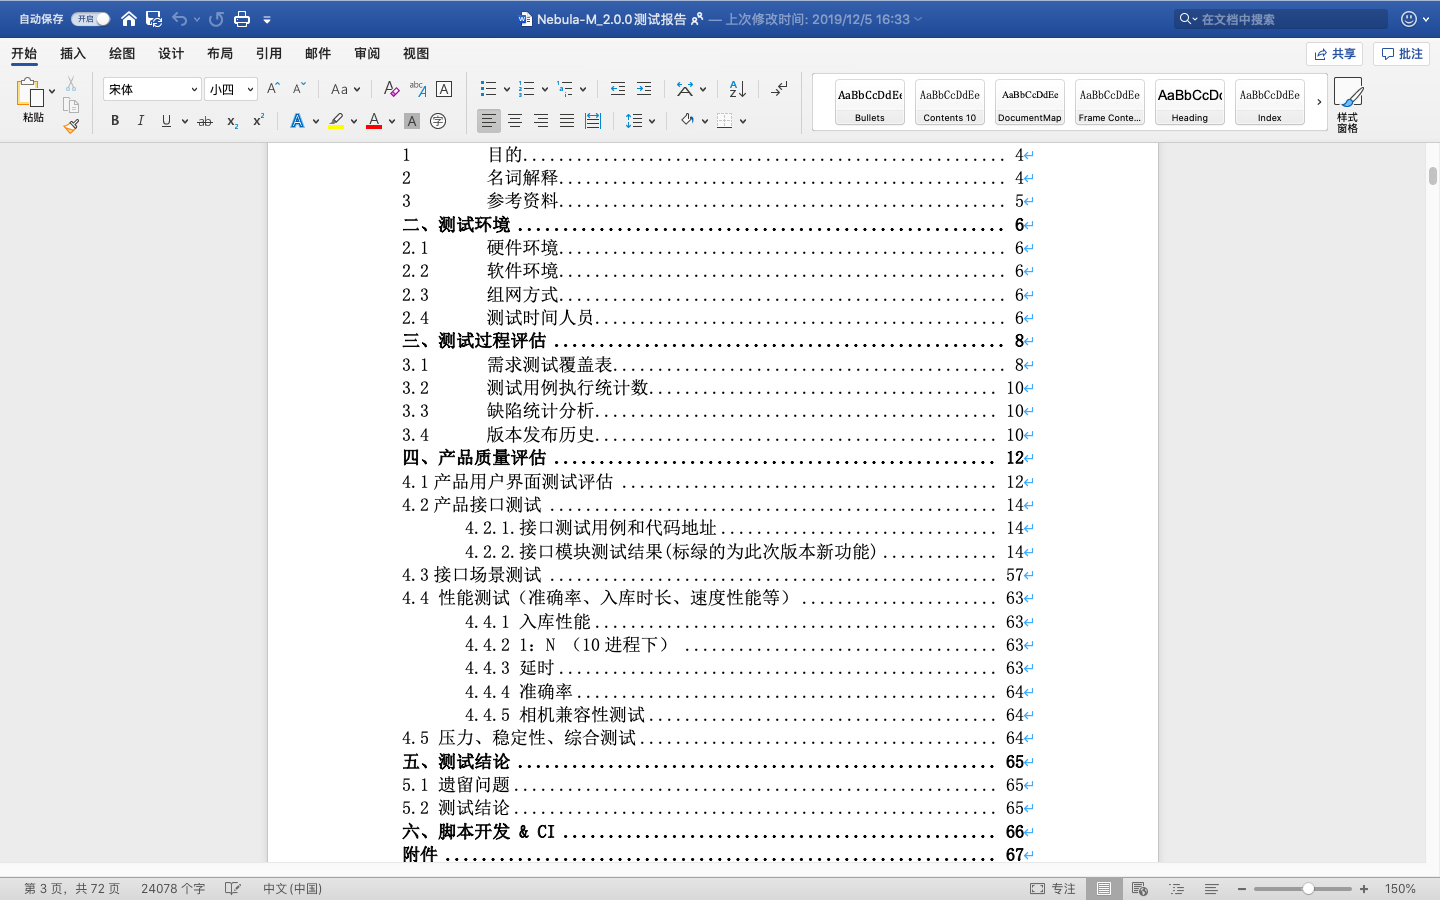 自动保存 开启 Nebula-M_2.0.0测试报告 — 上次修改时间: 2019/12/5 16:33 在文档中搜索
开始 插入 绘图 设计 布局 引用 邮件 审阅 视图 共享 批注
粘贴 宋体 小四 Aa 样式窗格
AaBbCcDdEe AaBbCcDdEe AaBbCcDdEe AaBbCcDdEe AaBbCcDc AaBbCcDdEe
Bullets Contents 10 DocumentMap Frame Conte... Heading Index
B I U ab x₂ x² A A A 字
1 目的 4
2 名词解释 4
3 参考资料 5
二、测试环境 6
2.1 硬件环境 6
2.2 软件环境 6
2.3 组网方式 6
2.4 测试时间人员 6
三、测试过程评估 8
3.1 需求测试覆盖表 8
3.2 测试用例执行统计数 10
3.3 缺陷统计分析 10
3.4 版本发布历史 10
四、产品质量评估 12
4.1产品用户界面测试评估 12
4.2产品接口测试 14
4.2.1.接口测试用例和代码地址 14
4.2.2.接口模块测试结果(标绿的为此次版本新功能) 14
4.3接口场景测试 57
4.4 性能测试（准确率、入库时长、速度性能等） 63
4.4.1 入库性能 63
4.4.2 1：N （10进程下） 63
4.4.3 延时 63
4.4.4 准确率 64
4.4.5 相机兼容性测试 64
4.5 压力、稳定性、综合测试 64
五、测试结论 65
5.1 遗留问题 65
5.2 测试结论 65
六、脚本开发 & CI 66
附件 67
第 3 页，共 72 页 24078 个字 中文(中国) 专注 150%